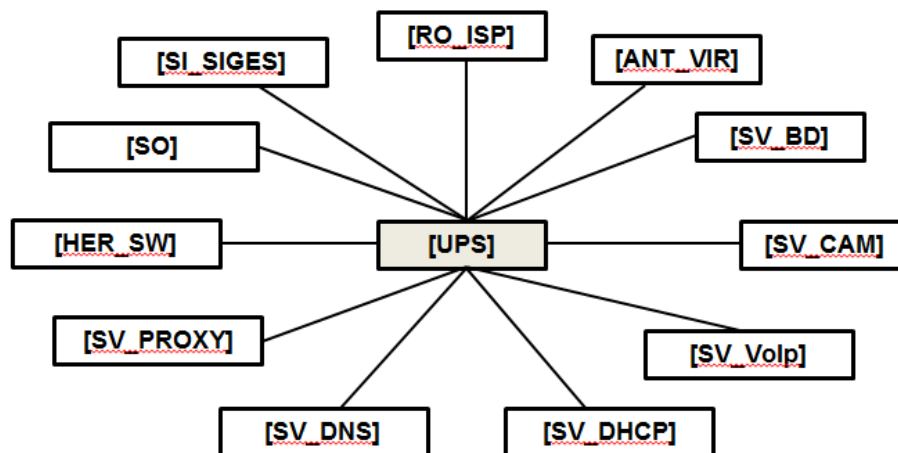 [RO_ISP]
[SI_SIGES]
[ANT_VIR]
[SO]
[SV_BD]
[HER_SW]
[UPS]
[SV_CAM]
[SV_PROXY]
[SV_VoIp]
[SV_DNS]
[SV_DHCP]